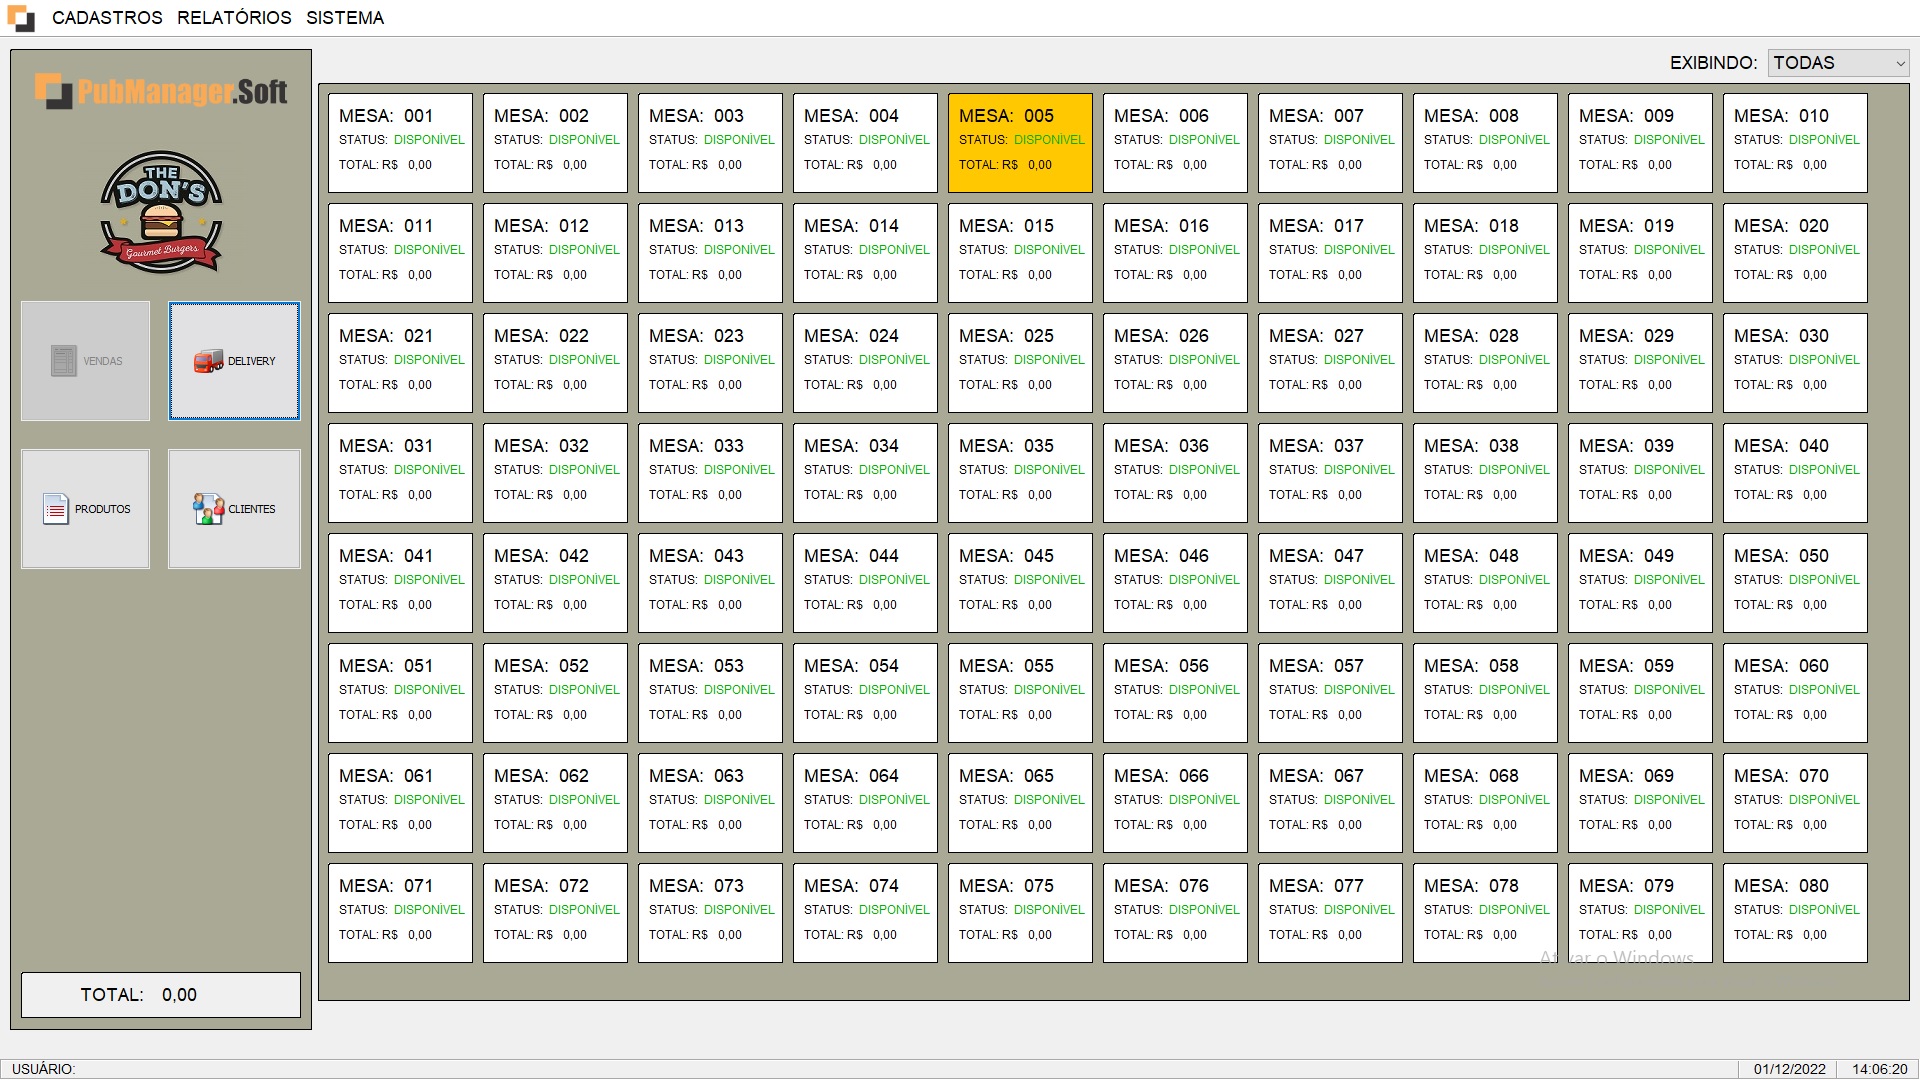 CADASTROS RELATÓRIOS SISTEMA
EXIBINDO: TODAS
PubManager.Soft
THE
DON'S
Gourmet Burgers
VENDAS DELIVERY
PRODUTOS CLIENTES
TOTAL: 0,00
MESA: 001 MESA: 002 MESA: 003 MESA: 004 MESA: 005 MESA: 006 MESA: 007 MESA: 008 MESA: 009 MESA: 010
STATUS: DISPONÍVEL STATUS: DISPONÍVEL STATUS: DISPONÍVEL STATUS: DISPONÍVEL STATUS: DISPONÍVEL STATUS: DISPONÍVEL STATUS: DISPONÍVEL STATUS: DISPONÍVEL STATUS: DISPONÍVEL STATUS: DISPONÍVEL
TOTAL: R$ 0,00 TOTAL: R$ 0,00 TOTAL: R$ 0,00 TOTAL: R$ 0,00 TOTAL: R$ 0,00 TOTAL: R$ 0,00 TOTAL: R$ 0,00 TOTAL: R$ 0,00 TOTAL: R$ 0,00 TOTAL: R$ 0,00
MESA: 011 MESA: 012 MESA: 013 MESA: 014 MESA: 015 MESA: 016 MESA: 017 MESA: 018 MESA: 019 MESA: 020
STATUS: DISPONÍVEL STATUS: DISPONÍVEL STATUS: DISPONÍVEL STATUS: DISPONÍVEL STATUS: DISPONÍVEL STATUS: DISPONÍVEL STATUS: DISPONÍVEL STATUS: DISPONÍVEL STATUS: DISPONÍVEL STATUS: DISPONÍVEL
TOTAL: R$ 0,00 TOTAL: R$ 0,00 TOTAL: R$ 0,00 TOTAL: R$ 0,00 TOTAL: R$ 0,00 TOTAL: R$ 0,00 TOTAL: R$ 0,00 TOTAL: R$ 0,00 TOTAL: R$ 0,00 TOTAL: R$ 0,00
MESA: 021 MESA: 022 MESA: 023 MESA: 024 MESA: 025 MESA: 026 MESA: 027 MESA: 028 MESA: 029 MESA: 030
STATUS: DISPONÍVEL STATUS: DISPONÍVEL STATUS: DISPONÍVEL STATUS: DISPONÍVEL STATUS: DISPONÍVEL STATUS: DISPONÍVEL STATUS: DISPONÍVEL STATUS: DISPONÍVEL STATUS: DISPONÍVEL STATUS: DISPONÍVEL
TOTAL: R$ 0,00 TOTAL: R$ 0,00 TOTAL: R$ 0,00 TOTAL: R$ 0,00 TOTAL: R$ 0,00 TOTAL: R$ 0,00 TOTAL: R$ 0,00 TOTAL: R$ 0,00 TOTAL: R$ 0,00 TOTAL: R$ 0,00
MESA: 031 MESA: 032 MESA: 033 MESA: 034 MESA: 035 MESA: 036 MESA: 037 MESA: 038 MESA: 039 MESA: 040
STATUS: DISPONÍVEL STATUS: DISPONÍVEL STATUS: DISPONÍVEL STATUS: DISPONÍVEL STATUS: DISPONÍVEL STATUS: DISPONÍVEL STATUS: DISPONÍVEL STATUS: DISPONÍVEL STATUS: DISPONÍVEL STATUS: DISPONÍVEL
TOTAL: R$ 0,00 TOTAL: R$ 0,00 TOTAL: R$ 0,00 TOTAL: R$ 0,00 TOTAL: R$ 0,00 TOTAL: R$ 0,00 TOTAL: R$ 0,00 TOTAL: R$ 0,00 TOTAL: R$ 0,00 TOTAL: R$ 0,00
MESA: 041 MESA: 042 MESA: 043 MESA: 044 MESA: 045 MESA: 046 MESA: 047 MESA: 048 MESA: 049 MESA: 050
STATUS: DISPONÍVEL STATUS: DISPONÍVEL STATUS: DISPONÍVEL STATUS: DISPONÍVEL STATUS: DISPONÍVEL STATUS: DISPONÍVEL STATUS: DISPONÍVEL STATUS: DISPONÍVEL STATUS: DISPONÍVEL STATUS: DISPONÍVEL
TOTAL: R$ 0,00 TOTAL: R$ 0,00 TOTAL: R$ 0,00 TOTAL: R$ 0,00 TOTAL: R$ 0,00 TOTAL: R$ 0,00 TOTAL: R$ 0,00 TOTAL: R$ 0,00 TOTAL: R$ 0,00 TOTAL: R$ 0,00
MESA: 051 MESA: 052 MESA: 053 MESA: 054 MESA: 055 MESA: 056 MESA: 057 MESA: 058 MESA: 059 MESA: 060
STATUS: DISPONÍVEL STATUS: DISPONÍVEL STATUS: DISPONÍVEL STATUS: DISPONÍVEL STATUS: DISPONÍVEL STATUS: DISPONÍVEL STATUS: DISPONÍVEL STATUS: DISPONÍVEL STATUS: DISPONÍVEL STATUS: DISPONÍVEL
TOTAL: R$ 0,00 TOTAL: R$ 0,00 TOTAL: R$ 0,00 TOTAL: R$ 0,00 TOTAL: R$ 0,00 TOTAL: R$ 0,00 TOTAL: R$ 0,00 TOTAL: R$ 0,00 TOTAL: R$ 0,00 TOTAL: R$ 0,00
MESA: 061 MESA: 062 MESA: 063 MESA: 064 MESA: 065 MESA: 066 MESA: 067 MESA: 068 MESA: 069 MESA: 070
STATUS: DISPONÍVEL STATUS: DISPONÍVEL STATUS: DISPONÍVEL STATUS: DISPONÍVEL STATUS: DISPONÍVEL STATUS: DISPONÍVEL STATUS: DISPONÍVEL STATUS: DISPONÍVEL STATUS: DISPONÍVEL STATUS: DISPONÍVEL
TOTAL: R$ 0,00 TOTAL: R$ 0,00 TOTAL: R$ 0,00 TOTAL: R$ 0,00 TOTAL: R$ 0,00 TOTAL: R$ 0,00 TOTAL: R$ 0,00 TOTAL: R$ 0,00 TOTAL: R$ 0,00 TOTAL: R$ 0,00
MESA: 071 MESA: 072 MESA: 073 MESA: 074 MESA: 075 MESA: 076 MESA: 077 MESA: 078 MESA: 079 MESA: 080
STATUS: DISPONÍVEL STATUS: DISPONÍVEL STATUS: DISPONÍVEL STATUS: DISPONÍVEL STATUS: DISPONÍVEL STATUS: DISPONÍVEL STATUS: DISPONÍVEL STATUS: DISPONÍVEL STATUS: DISPONÍVEL STATUS: DISPONÍVEL
TOTAL: R$ 0,00 TOTAL: R$ 0,00 TOTAL: R$ 0,00 TOTAL: R$ 0,00 TOTAL: R$ 0,00 TOTAL: R$ 0,00 TOTAL: R$ 0,00 TOTAL: R$ 0,00 TOTAL: R$ 0,00 TOTAL: R$ 0,00
Ativar o Windows
USUÁRIO: 01/12/2022 14:06:20